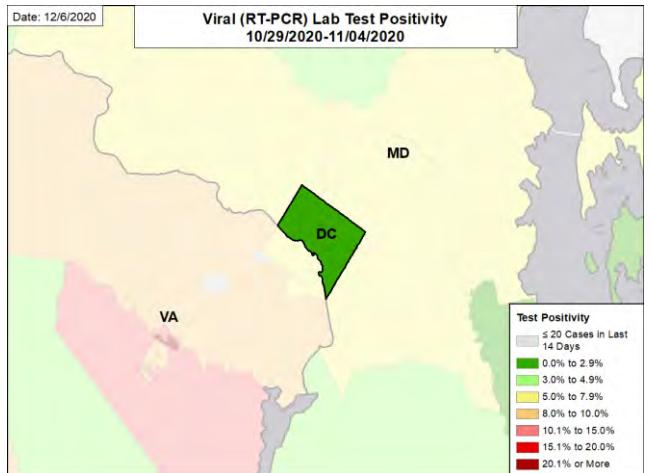 Date: 12/6/2020
Viral (RT-PCR) Lab Test Positivity
10/29/2020-11/04/2020
MD
DC
VA
Test Positivity
≤ 20 Cases in Last
14 Days
0.0% to 2.9%
3.0% to 4.9%
5.0% to 7.9%
8.0% to 10.0%
10.1% to 15.0%
15.1% to 20.0%
20.1% or More